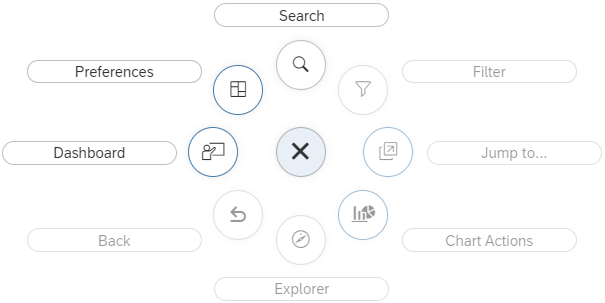 Search
Preferences
Filter
Dashboard
Jump to...
Back
Chart Actions
Explorer